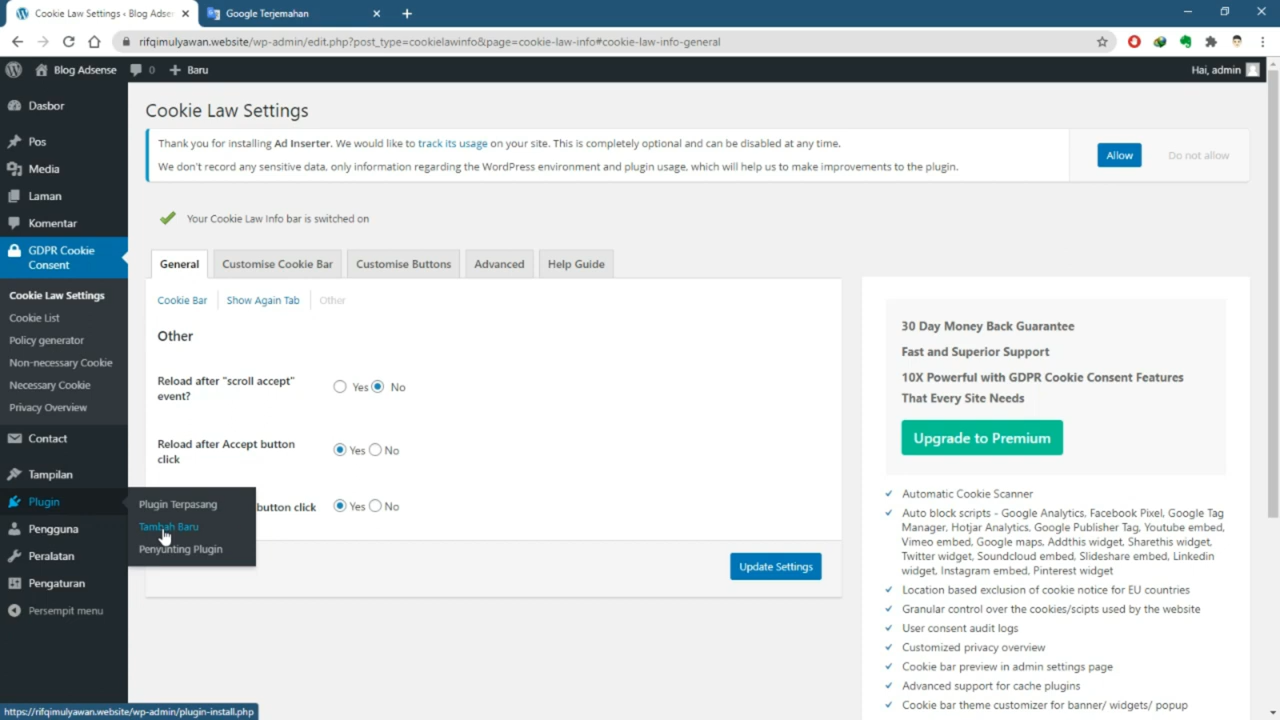 Cookie Law Settings ‹ Blog Adse
Google Terjemahan
rifqimulyawan.website/wp-admin/edit.php?post_type=cookielawinfo&page=cookie-law-info#cookie-law-info-general
Blog Adsense
0
Baru
Hai, admin
Dasbor
Pos
Media
Laman
Komentar
GDPR Cookie
Consent
Cookie Law Settings
Cookie List
Policy generator
Non-necessary Cookie
Necessary Cookie
Privacy Overview
Contact
Tampilan
Plugin
Pengguna
Peralatan
Pengaturan
Persempit menu
Plugin Terpasang
Tambah Baru
Penyunting Plugin
Cookie Law Settings
Thank you for installing Ad Inserter. We would like to track its usage on your site. This is completely optional and can be disabled at any time.
We don't record any sensitive data, only information regarding the WordPress environment and plugin usage, which will help us to make improvements to the plugin.
Allow
Do not allow
Your Cookie Law Info bar is switched on
General
Customise Cookie Bar
Customise Buttons
Advanced
Help Guide
Cookie Bar
Show Again Tab
Other
Other
Reload after "scroll accept"
event?
Yes No
Reload after Accept button
click
Yes No
button click
Yes No
Update Settings
30 Day Money Back Guarantee
Fast and Superior Support
10X Powerful with GDPR Cookie Consent Features
That Every Site Needs
Upgrade to Premium
Automatic Cookie Scanner
Auto block scripts - Google Analytics, Facebook Pixel, Google Tag
Manager, Hotjar Analytics, Google Publisher Tag, Youtube embed,
Vimeo embed, Google maps, Addthis widget, Sharethis widget,
Twitter widget, Soundcloud embed, Slideshare embed, Linkedin
widget, Instagram embed, Pinterest widget
Location based exclusion of cookie notice for EU countries
Granular control over the cookies/scipts used by the website
User consent audit logs
Customized privacy overview
Cookie bar preview in admin settings page
Advanced support for cache plugins
Cookie bar theme customizer for banner/ widgets/ popup
https://rifqimulyawan.website/wp-admin/plugin-install.php